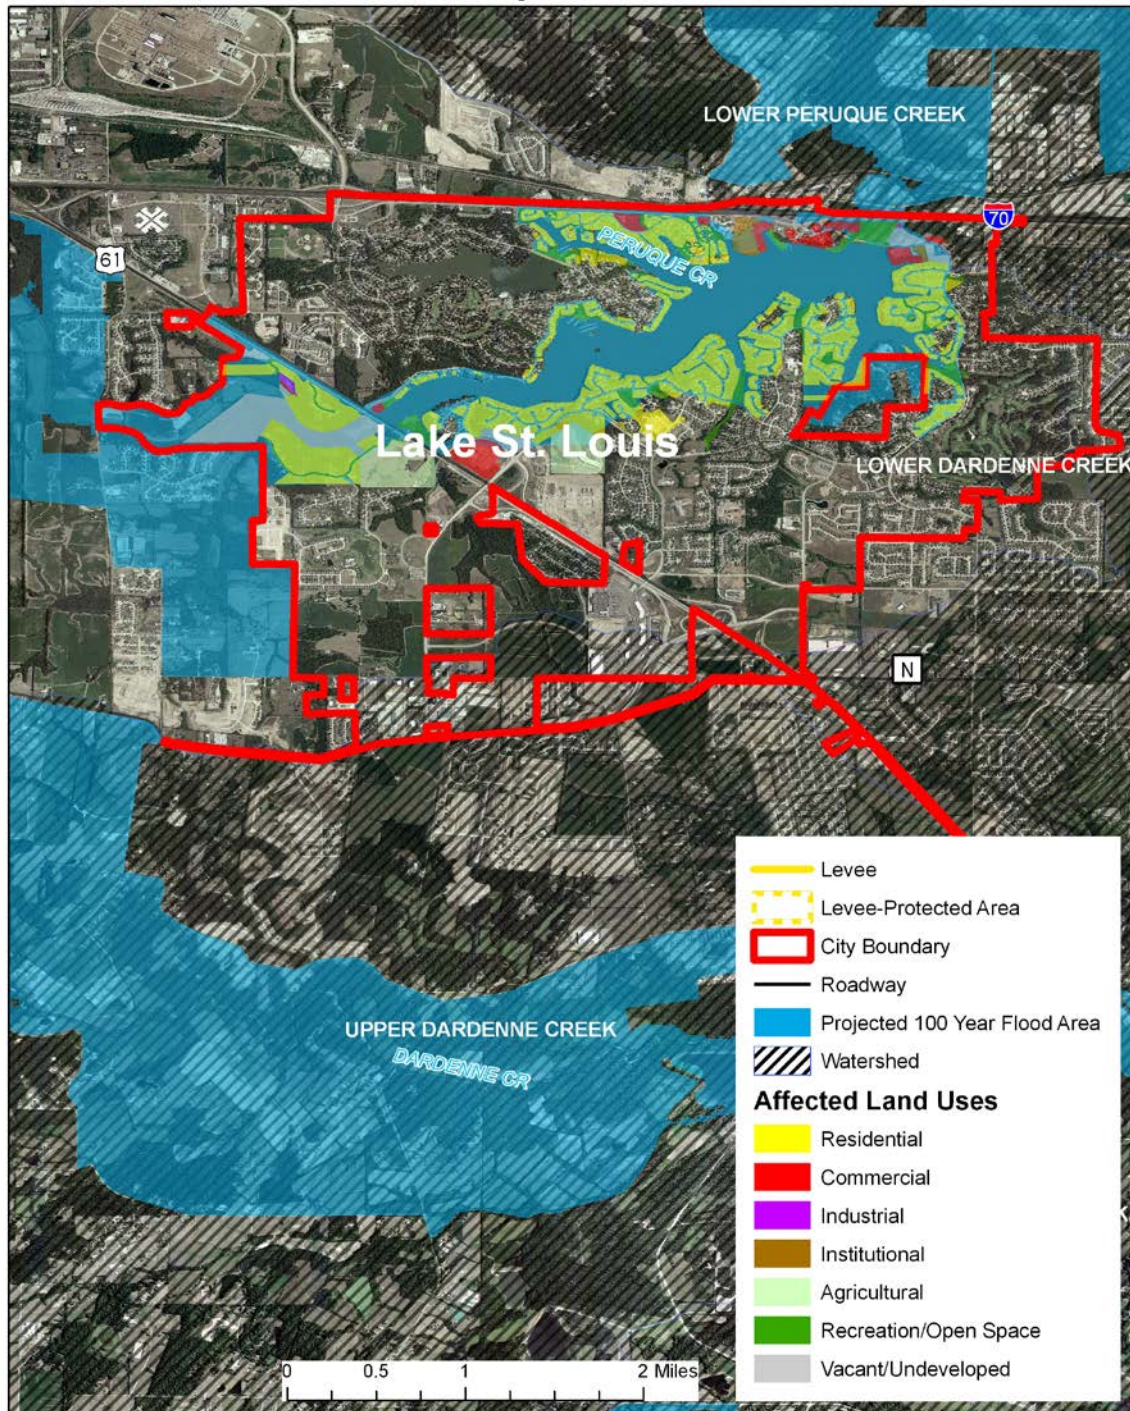 LOWER PERUQUE CREEK
70
PERUQUE CR
61
Lake St. Louis
LOWER DARDENNE CREEK
N
Levee
Levee-Protected Area
City Boundary
Roadway
Projected 100 Year Flood Area
Watershed
Affected Land Uses
Residential
Commercial
Industrial
Institutional
Agricultural
Recreation/Open Space
Vacant/Undeveloped
UPPER DARDENNE CREEK
DARDENNE CR
0 0.5 1 2 Miles